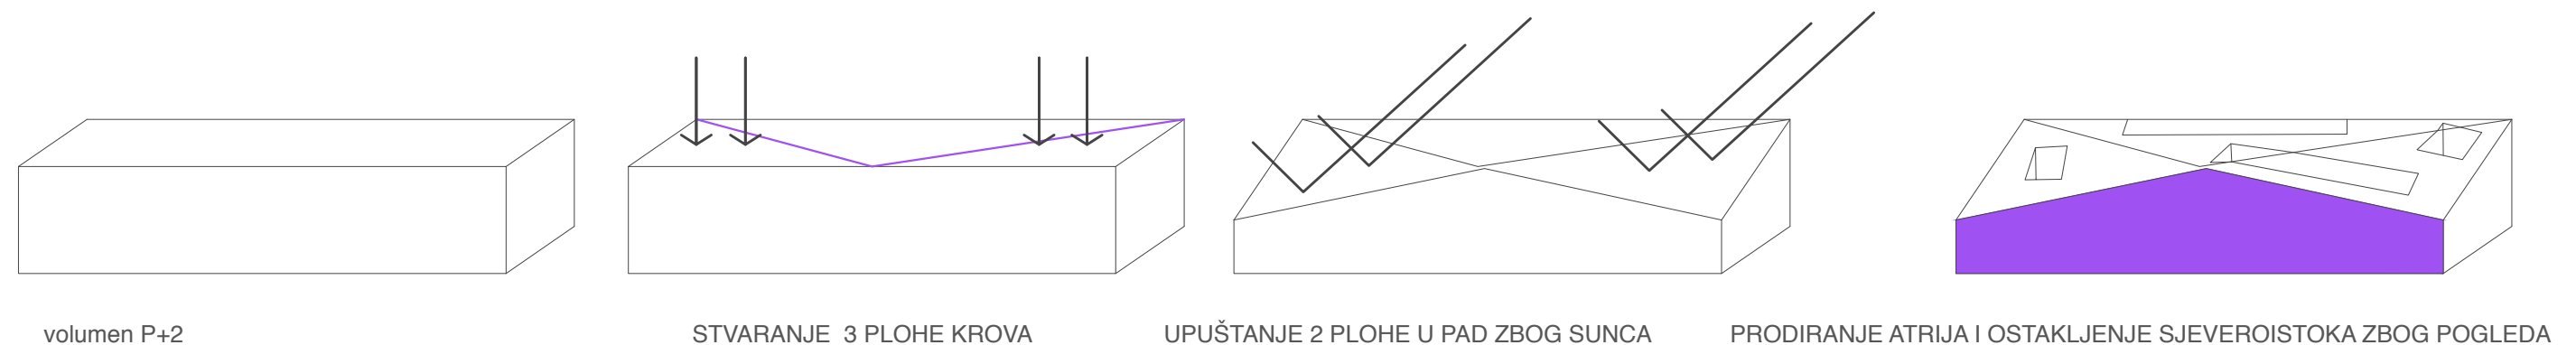 volumen P+2
STVARANJE 3 PLOHE KROVA
UPUŠTANJE 2 PLOHE U PAD ZBOG SUNCA
PRODIRANJE ATRIJA I OSTAKLJENJE SJEVEROISTOKA ZBOG POGLEDA